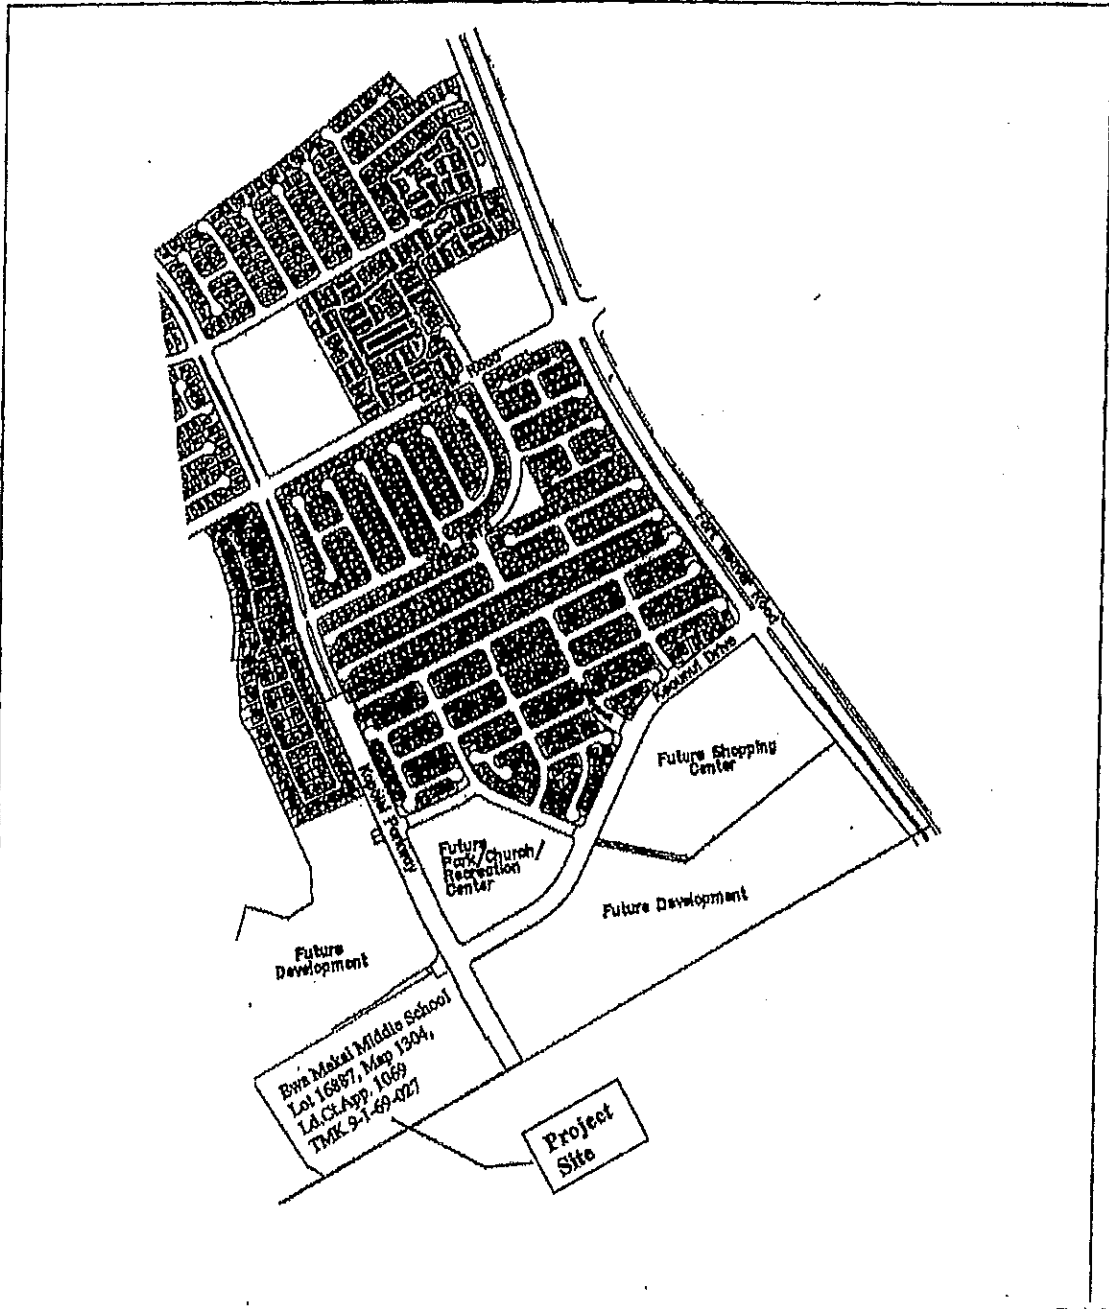 Road
Fort Weaver Road
Keaunui Drive
Future Shopping
Center
Kapolei Parkway
Future
Park/Church/
Recreation
Center
Future Development
Future
Development
Ewa Makai Middle School
Lot 16887, Map 1304,
Ld.Ct.App. 1069
TMK 9-1-69-027
Project
Site